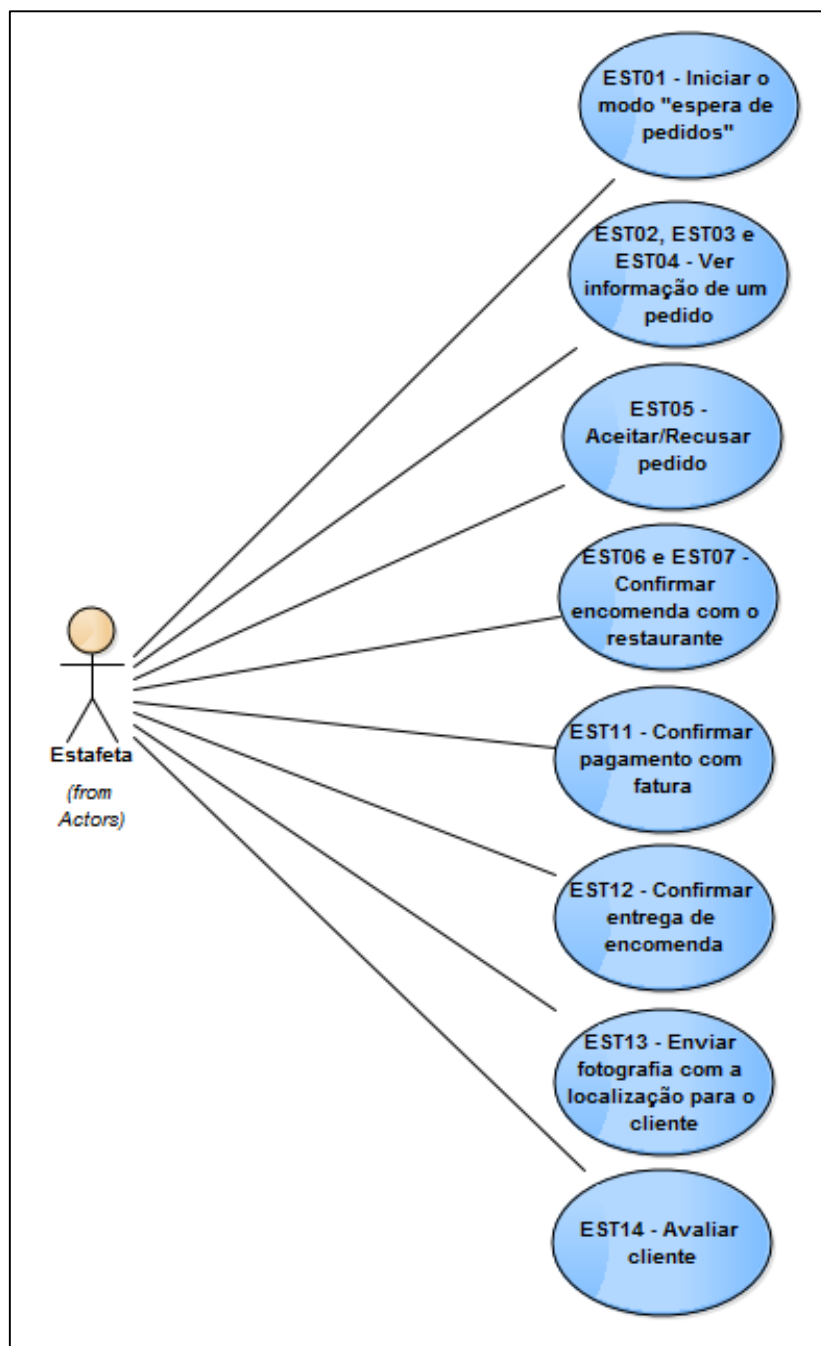 EST01 - Iniciar o
modo "espera de
pedidos"
EST02, EST03 e
EST04 - Ver
informação de um
pedido
EST05 -
Aceitar/Recusar
pedido
EST06 e EST07 -
Confirmar
encomenda com o
restaurante
Estafeta
(from
Actors)
EST11 - Confirmar
pagamento com
fatura
EST12 - Confirmar
entrega de
encomenda
EST13 - Enviar
fotografia com a
localização para o
cliente
EST14 - Avaliar
cliente